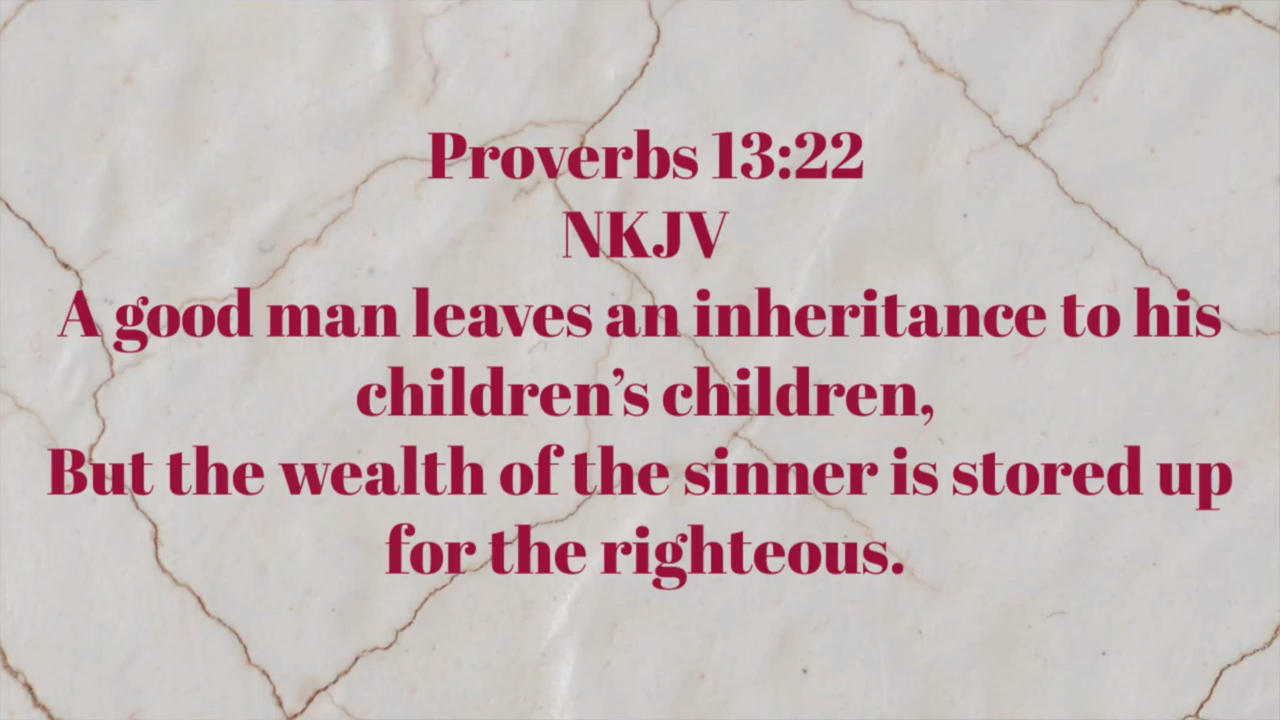 Proverbs 13:22
NKJV
A good man leaves an inheritance to his
children’s children,
But the wealth of the sinner is stored up
for the righteous.